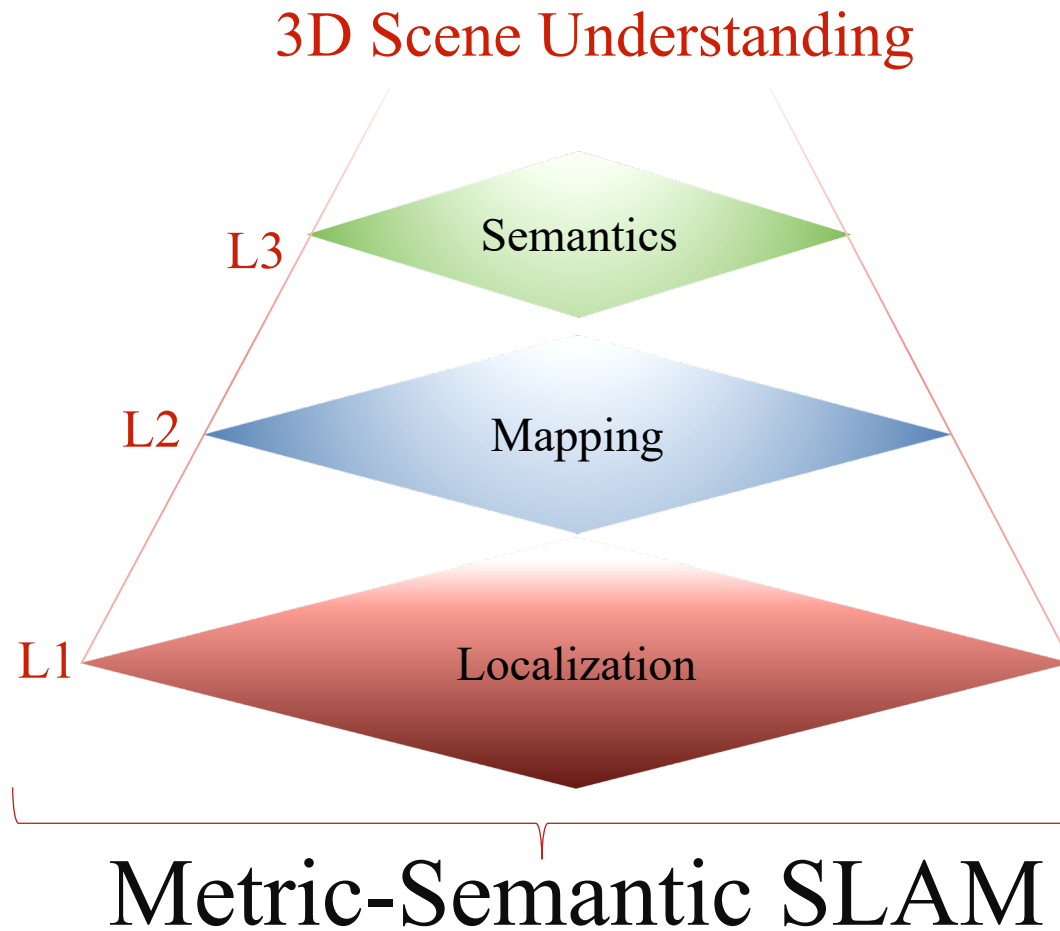 3D Scene Understanding
L3
Semantics
L2
Mapping
L1
Localization
Metric-Semantic SLAM